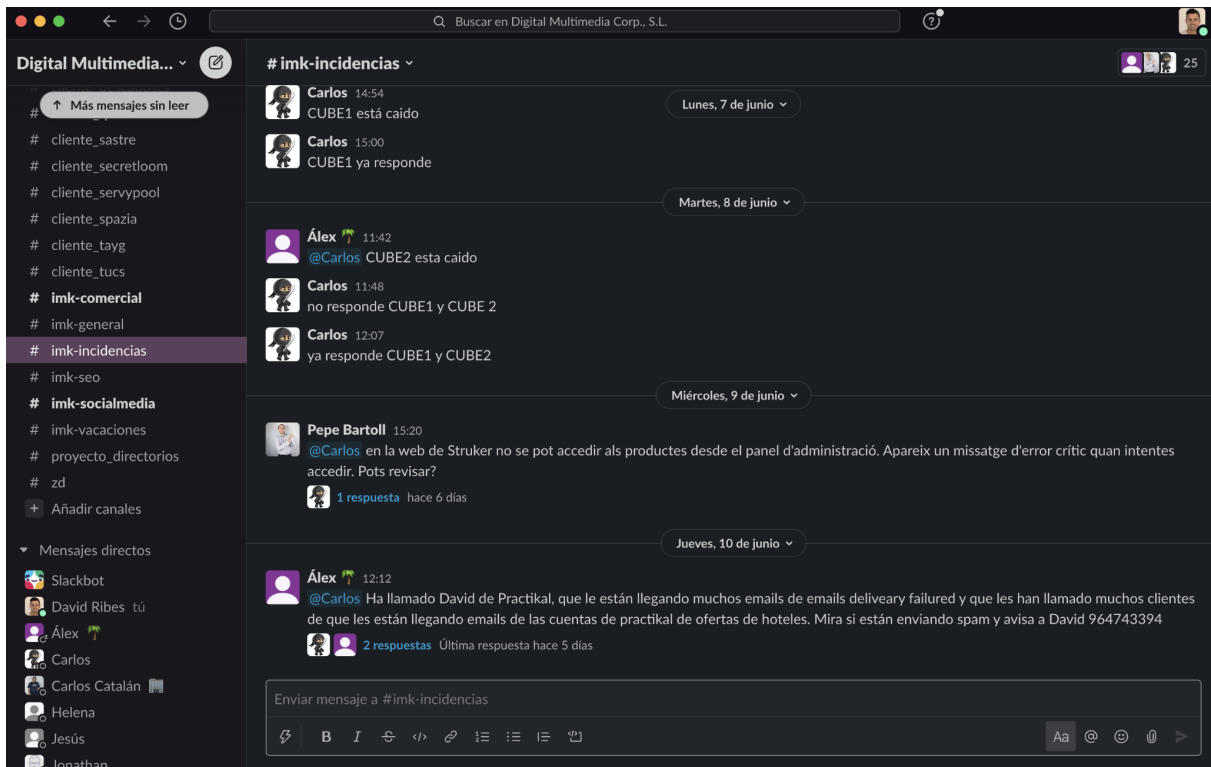 Buscar en Digital Multimedia Corp., S.L.
Digital Multimedia...
Más mensajes sin leer
# cliente_sastre
# cliente_secretloom
# cliente_servypool
# cliente_spazia
# cliente_tayg
# cliente_tucs
# imk-comercial
# imk-general
# imk-incidencias
# imk-seo
# imk-socialmedia
# imk-vacaciones
# proyecto_directorios
# zd
+ Añadir canales
Mensajes directos
Slackbot
David Ribes tú
Álex
Carlos
Carlos Catalán
Helena
Jesús
Jonathan
# imk-incidencias
25
Lunes, 7 de junio
Carlos 14:54
CUBE1 está caido
Carlos 15:00
CUBE1 ya responde
Martes, 8 de junio
Álex 11:42
@Carlos CUBE2 esta caido
Carlos 11:48
no responde CUBE1 y CUBE 2
Carlos 12:07
ya responde CUBE1 y CUBE2
Miércoles, 9 de junio
Pepe Bartoll 15:20
@Carlos en la web de Struker no se pot accedir als productes desde el panel d'administració. Apareix un missatge d'error crític quan intentes
accedir. Pots revisar?
1 respuesta hace 6 días
Jueves, 10 de junio
Álex 12:12
@Carlos Ha llamado David de Practikal, que le están llegando muchos emails de emails deliveary failured y que les han llamado muchos clientes
de que les están llegando emails de las cuentas de practikal de ofertas de hoteles. Mira si están enviando spam y avisa a David 964743394
2 respuestas Última respuesta hace 5 días
Enviar mensaje a #imk-incidencias
B I S </> Aa @